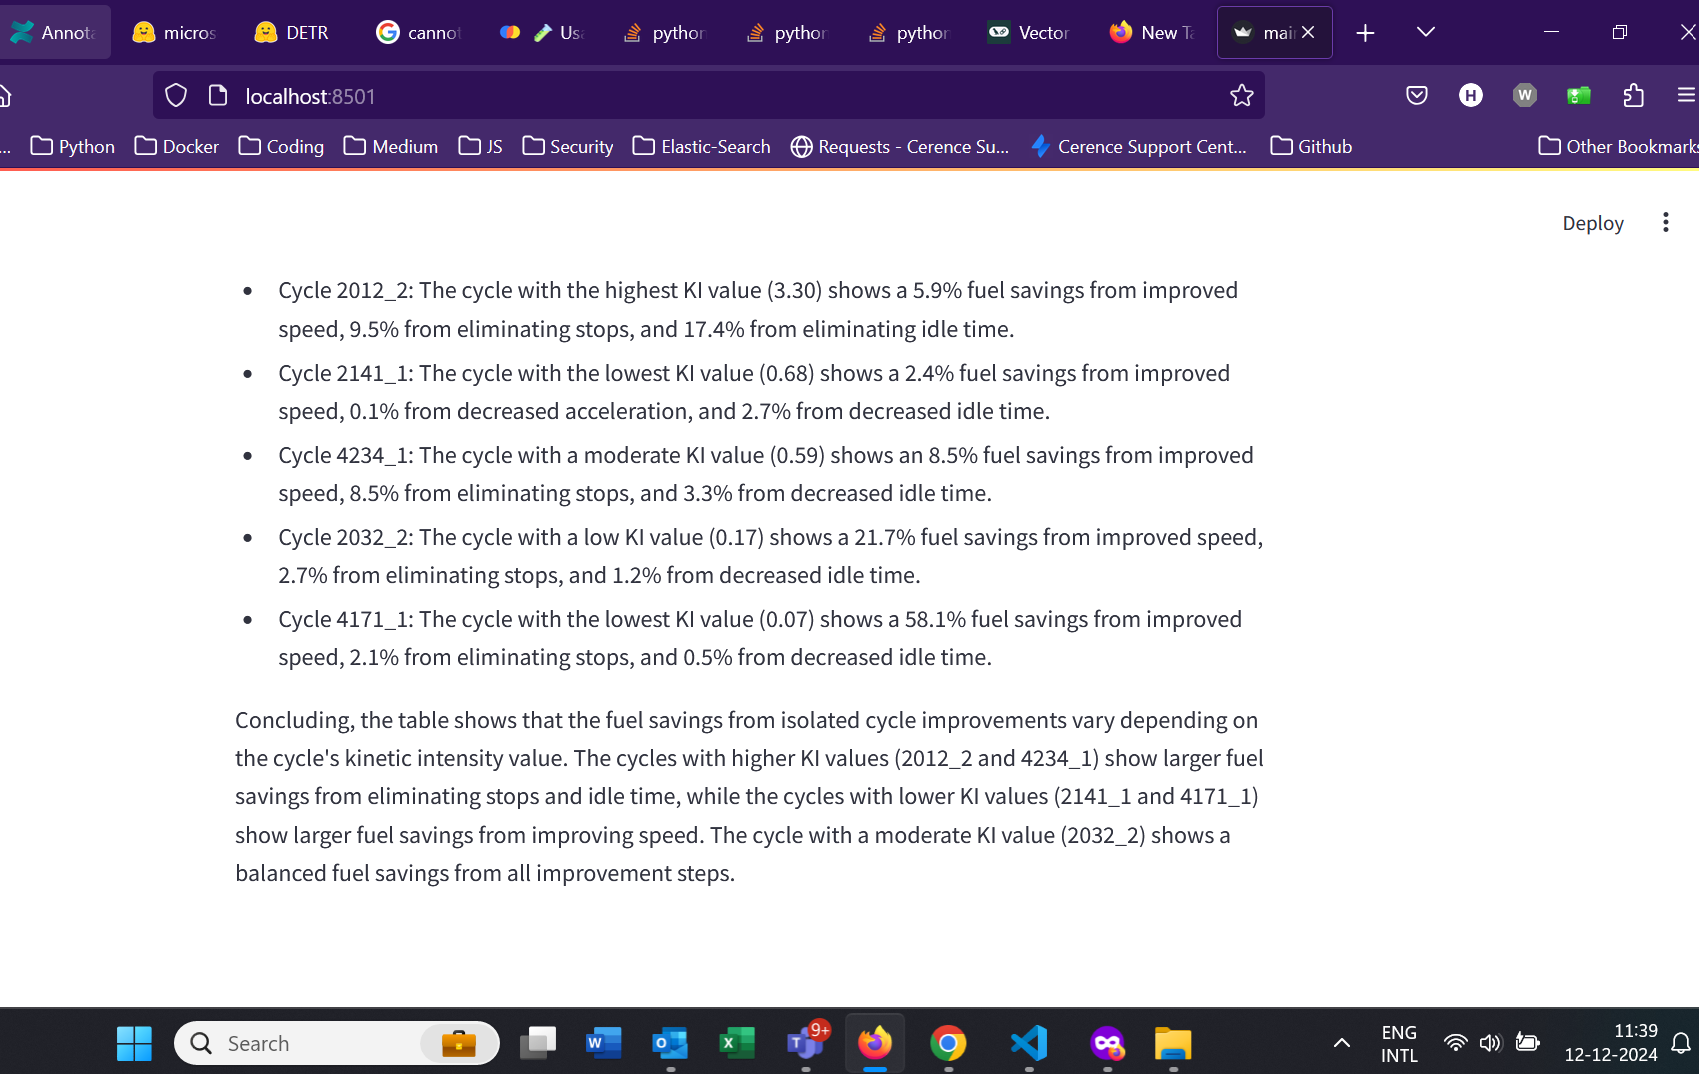 Annota
micros
DETR
cannot
Usa
python
python
python
Vector
New Ta
main
localhost:8501
H
W
...
Python
Docker
Coding
Medium
JS
Security
Elastic-Search
Requests - Cerence Su...
Cerence Support Cent...
Github
Other Bookmarks
Deploy
Cycle 2012_2: The cycle with the highest KI value (3.30) shows a 5.9% fuel savings from improved
speed, 9.5% from eliminating stops, and 17.4% from eliminating idle time.
Cycle 2141_1: The cycle with the lowest KI value (0.68) shows a 2.4% fuel savings from improved
speed, 0.1% from decreased acceleration, and 2.7% from decreased idle time.
Cycle 4234_1: The cycle with a moderate KI value (0.59) shows an 8.5% fuel savings from improved
speed, 8.5% from eliminating stops, and 3.3% from decreased idle time.
Cycle 2032_2: The cycle with a low KI value (0.17) shows a 21.7% fuel savings from improved speed,
2.7% from eliminating stops, and 1.2% from decreased idle time.
Cycle 4171_1: The cycle with the lowest KI value (0.07) shows a 58.1% fuel savings from improved
speed, 2.1% from eliminating stops, and 0.5% from decreased idle time.
Concluding, the table shows that the fuel savings from isolated cycle improvements vary depending on
the cycle's kinetic intensity value. The cycles with higher KI values (2012_2 and 4234_1) show larger fuel
savings from eliminating stops and idle time, while the cycles with lower KI values (2141_1 and 4171_1)
show larger fuel savings from improving speed. The cycle with a moderate KI value (2032_2) shows a
balanced fuel savings from all improvement steps.
Search
9+
ENG
INTL
11:39
12-12-2024